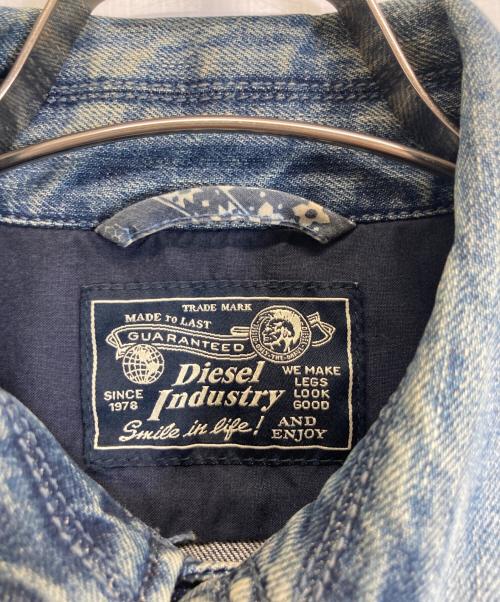 TRADE MARK
MADE to LAST
GUARANTEED
Diesel
Industry
SINCE
1978
WE MAKE
LEGS
LOOK
GOOD
Smile in life!
AND
ENJOY